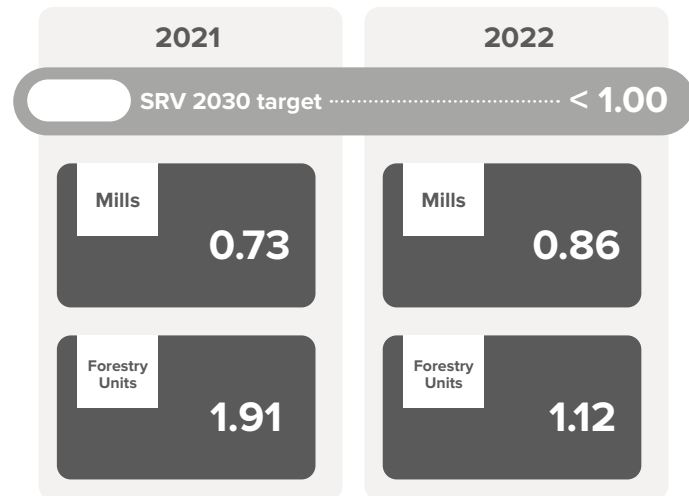 2021
2022
SRV 2030 target
< 1.00
Mills
0.73
Mills
0.86
Forestry
Units
1.91
Forestry
Units
1.12